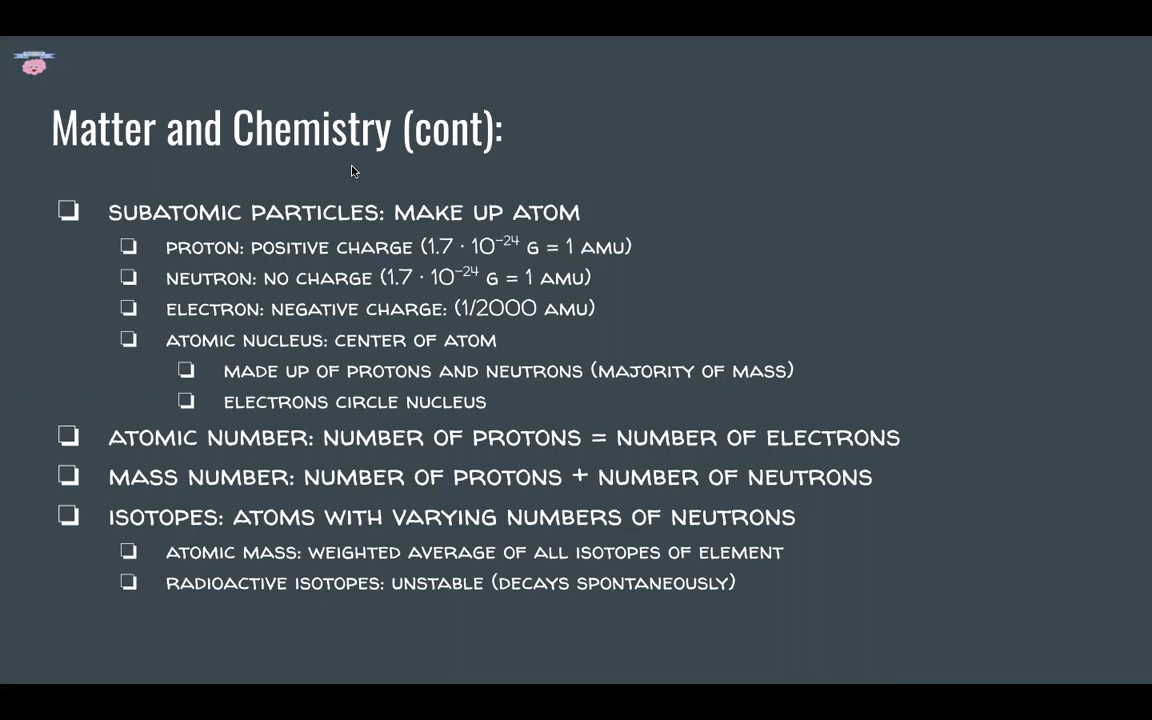 Matter and Chemistry (cont):
❏ SUBATOMIC PARTICLES: MAKE UP ATOM
❏ PROTON: POSITIVE CHARGE (1.7 · 10⁻²⁴ G = 1 AMU)
❏ NEUTRON: NO CHARGE (1.7 · 10⁻²⁴ G = 1 AMU)
❏ ELECTRON: NEGATIVE CHARGE: (1/2000 AMU)
❏ ATOMIC NUCLEUS: CENTER OF ATOM
❏ MADE UP OF PROTONS AND NEUTRONS (MAJORITY OF MASS)
❏ ELECTRONS CIRCLE NUCLEUS
❏ ATOMIC NUMBER: NUMBER OF PROTONS = NUMBER OF ELECTRONS
❏ MASS NUMBER: NUMBER OF PROTONS + NUMBER OF NEUTRONS
❏ ISOTOPES: ATOMS WITH VARYING NUMBERS OF NEUTRONS
❏ ATOMIC MASS: WEIGHTED AVERAGE OF ALL ISOTOPES OF ELEMENT
❏ RADIOACTIVE ISOTOPES: UNSTABLE (DECAYS SPONTANEOUSLY)